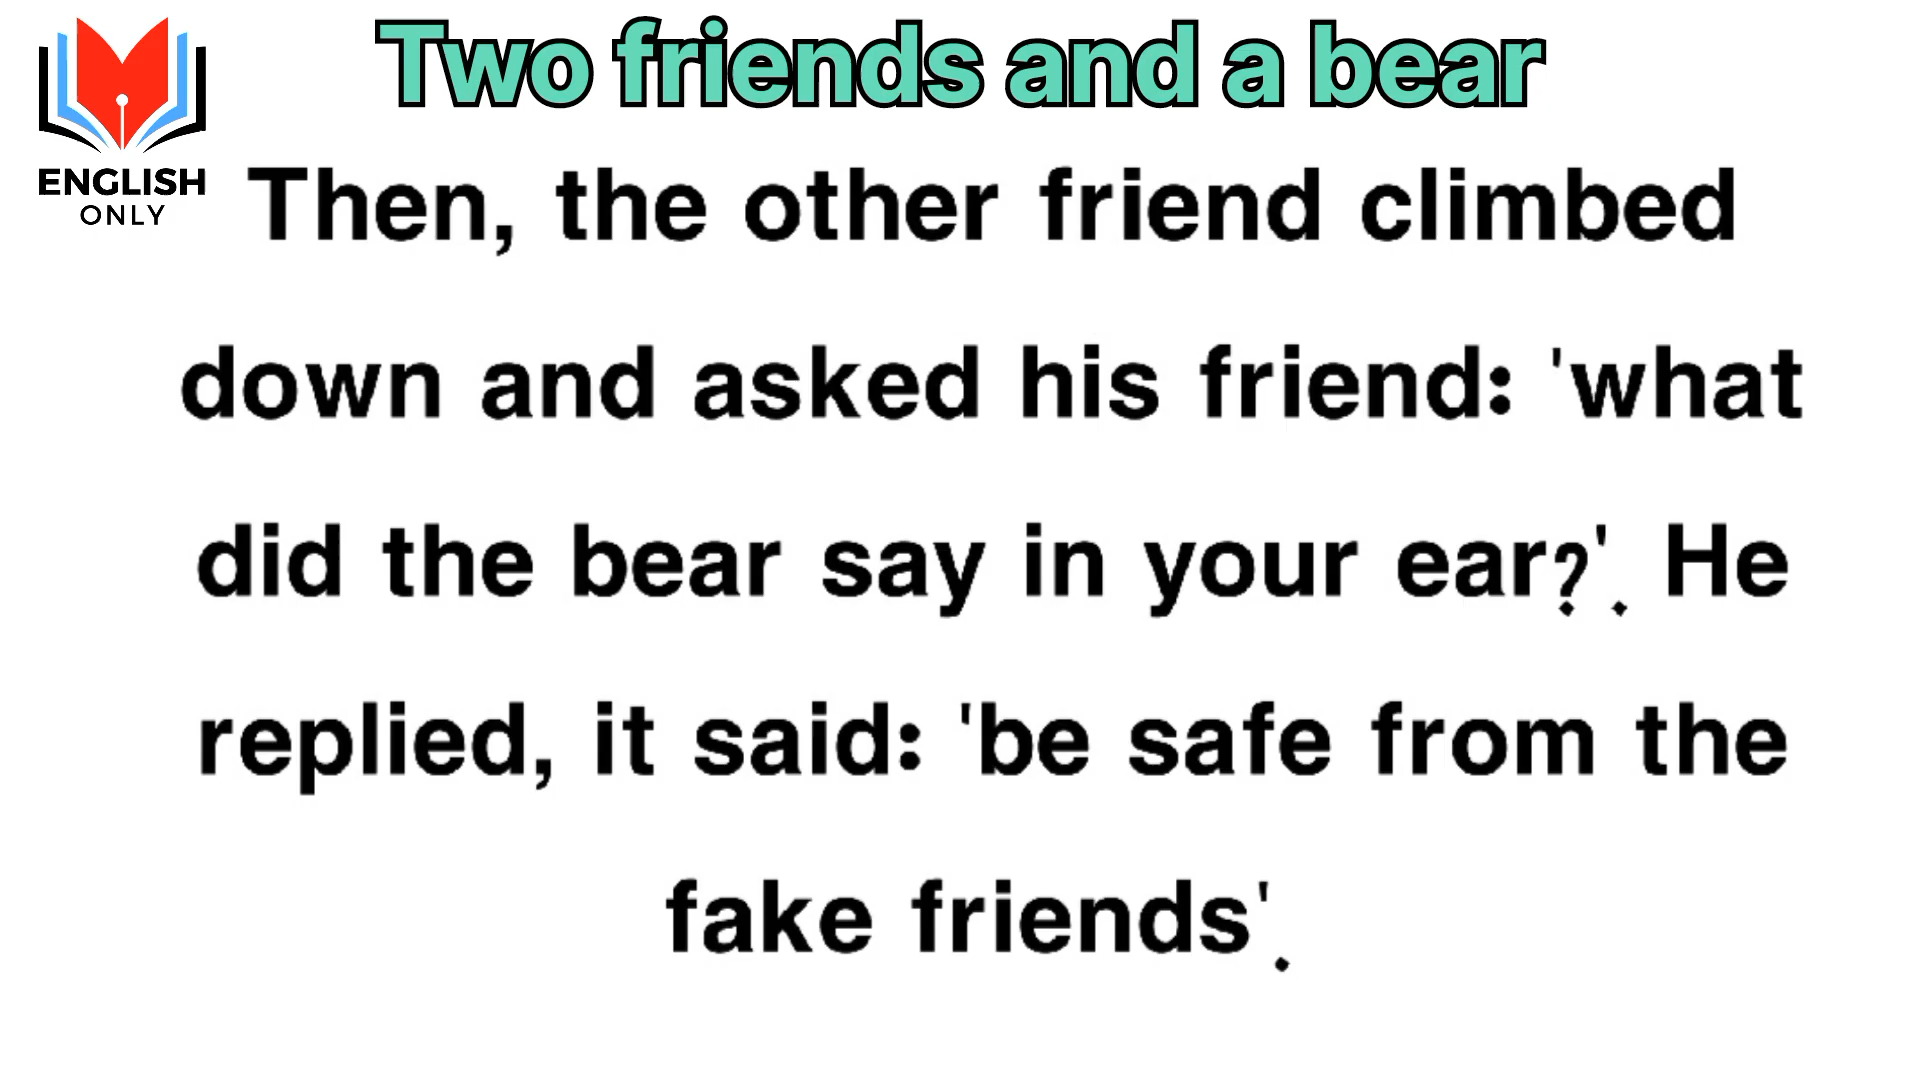 Two friends and a bear
ENGLISH
ONLY
Then, the other friend climbed
down and asked his friend: 'what
did the bear say in your ear?'. He
replied, it said: 'be safe from the
fake friends'.